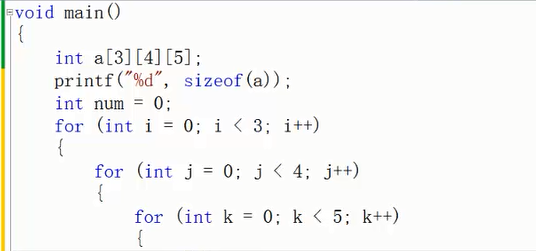 void main()
{
int a[3][4][5];
printf("%d", sizeof(a));
int num = 0;
for (int i = 0; i < 3; i++)
{
for (int j = 0; j < 4; j++)
{
for (int k = 0; k < 5; k++)
{